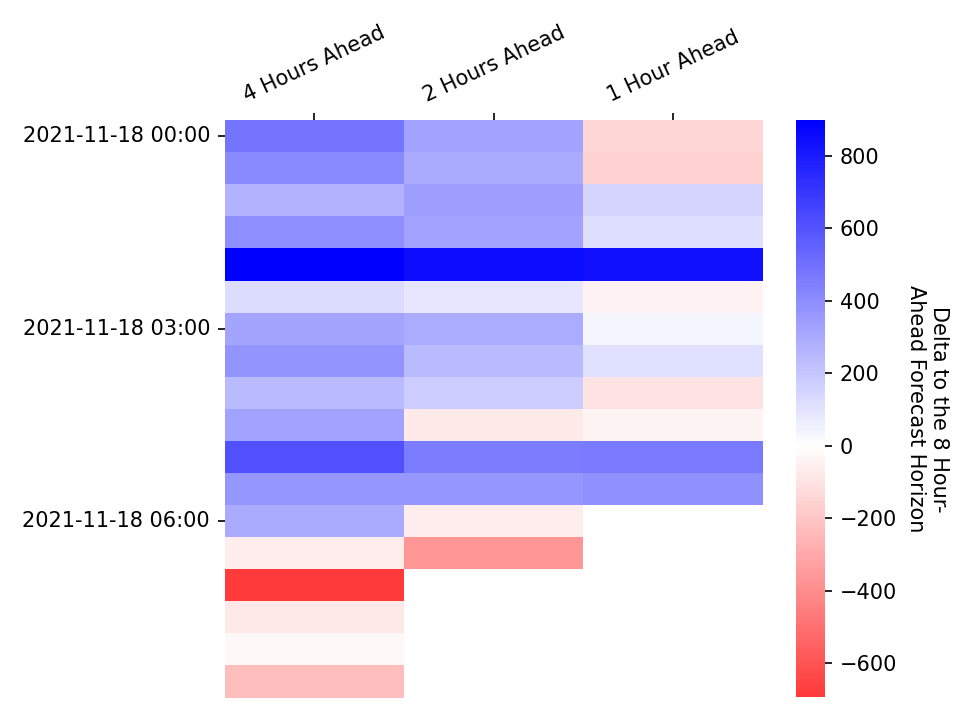 4 Hours Ahead
2 Hours Ahead
1 Hour Ahead
2021-11-18 00:00
2021-11-18 03:00
2021-11-18 06:00
800
600
400
200
0
−200
−400
−600
Delta to the 8 Hour-
Ahead Forecast Horizon